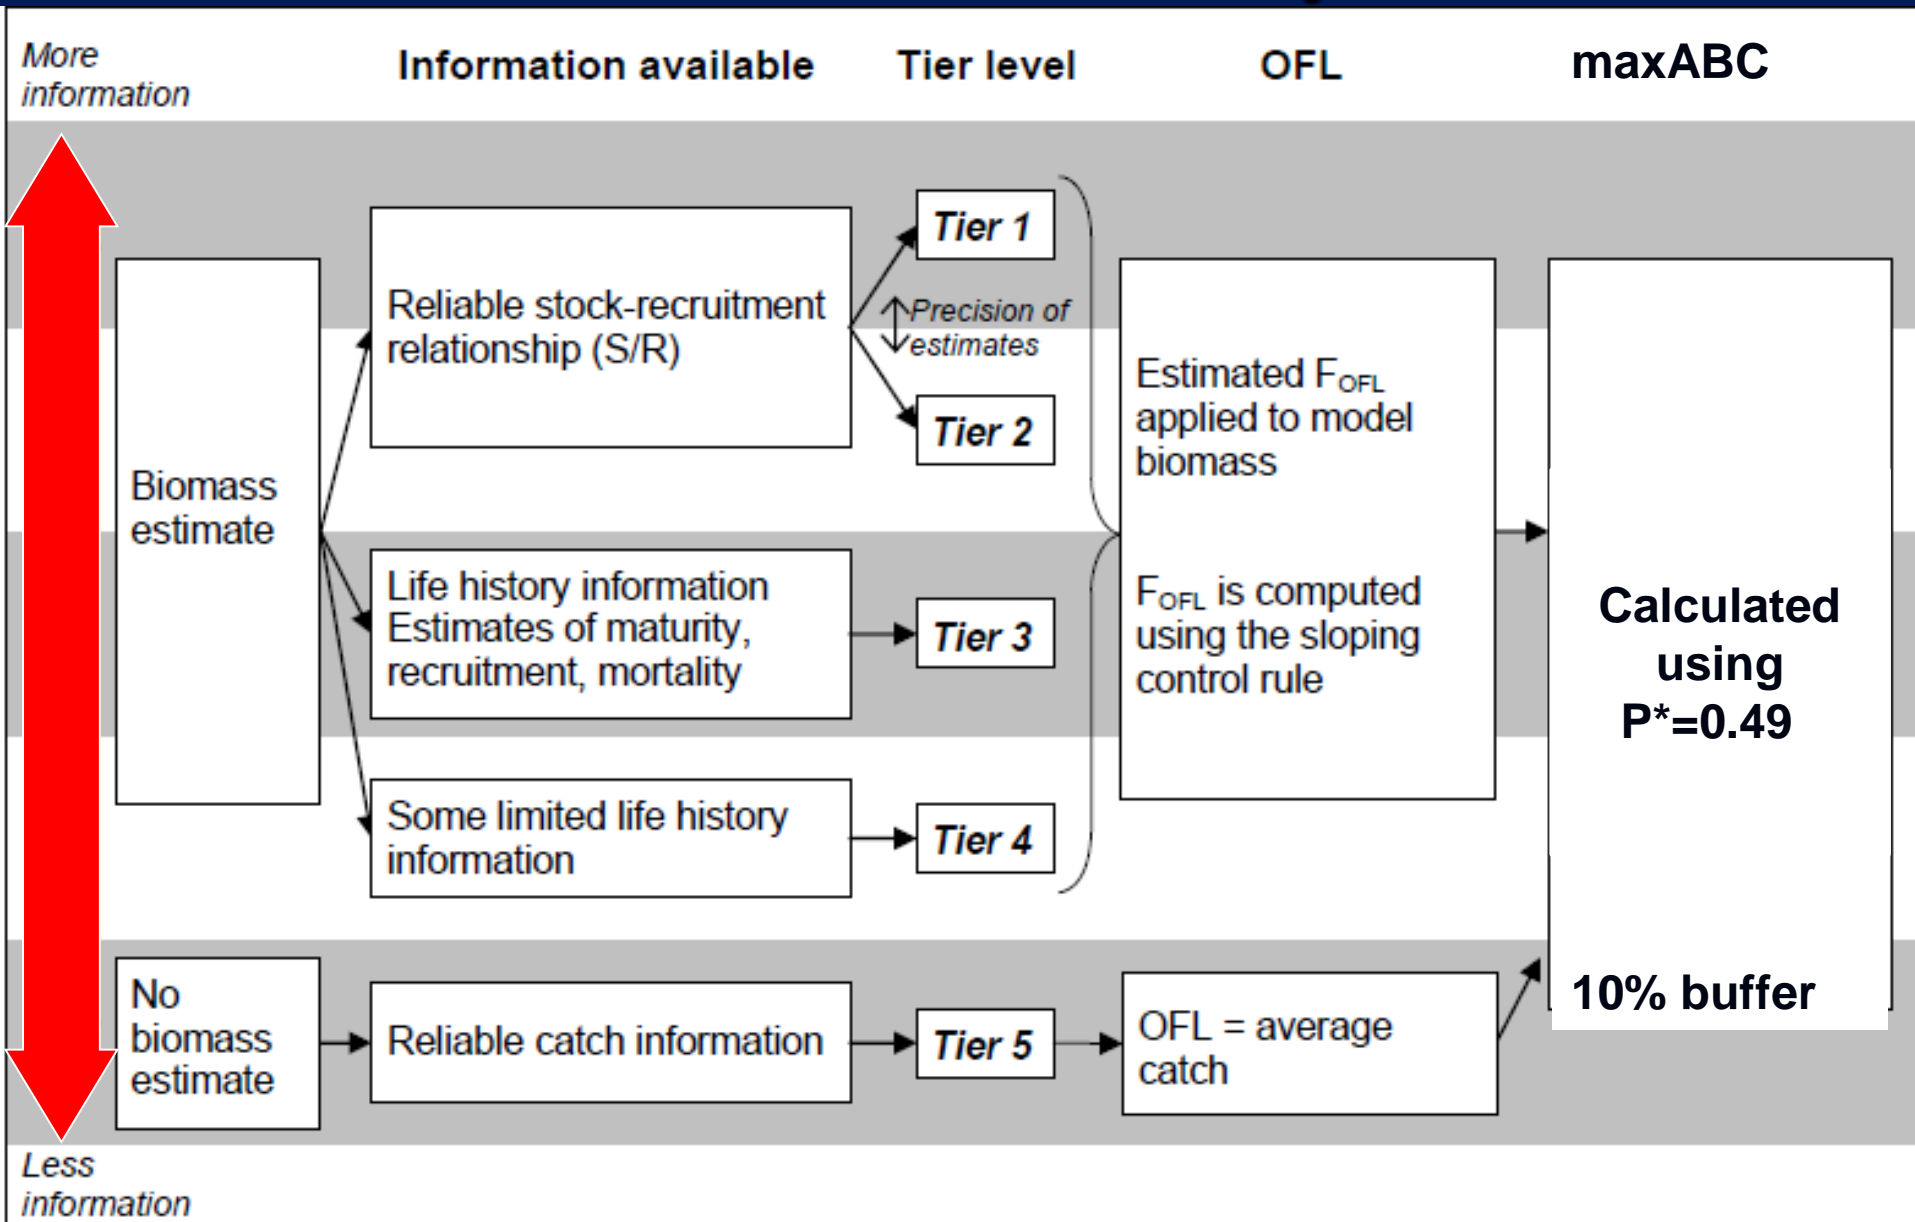 More
information
Information available
Tier level
OFL
maxABC
Biomass
estimate
Reliable stock-recruitment
relationship (S/R)
Tier 1
Precision of
estimates
Tier 2
Life history information
Estimates of maturity,
recruitment, mortality
Tier 3
Some limited life history
information
Tier 4
Estimated FOFL
applied to model
biomass
FOFL is computed
using the sloping
control rule
Calculated
using
P*=0.49
No
biomass
estimate
Reliable catch information
Tier 5
OFL = average
catch
10% buffer
Less
information